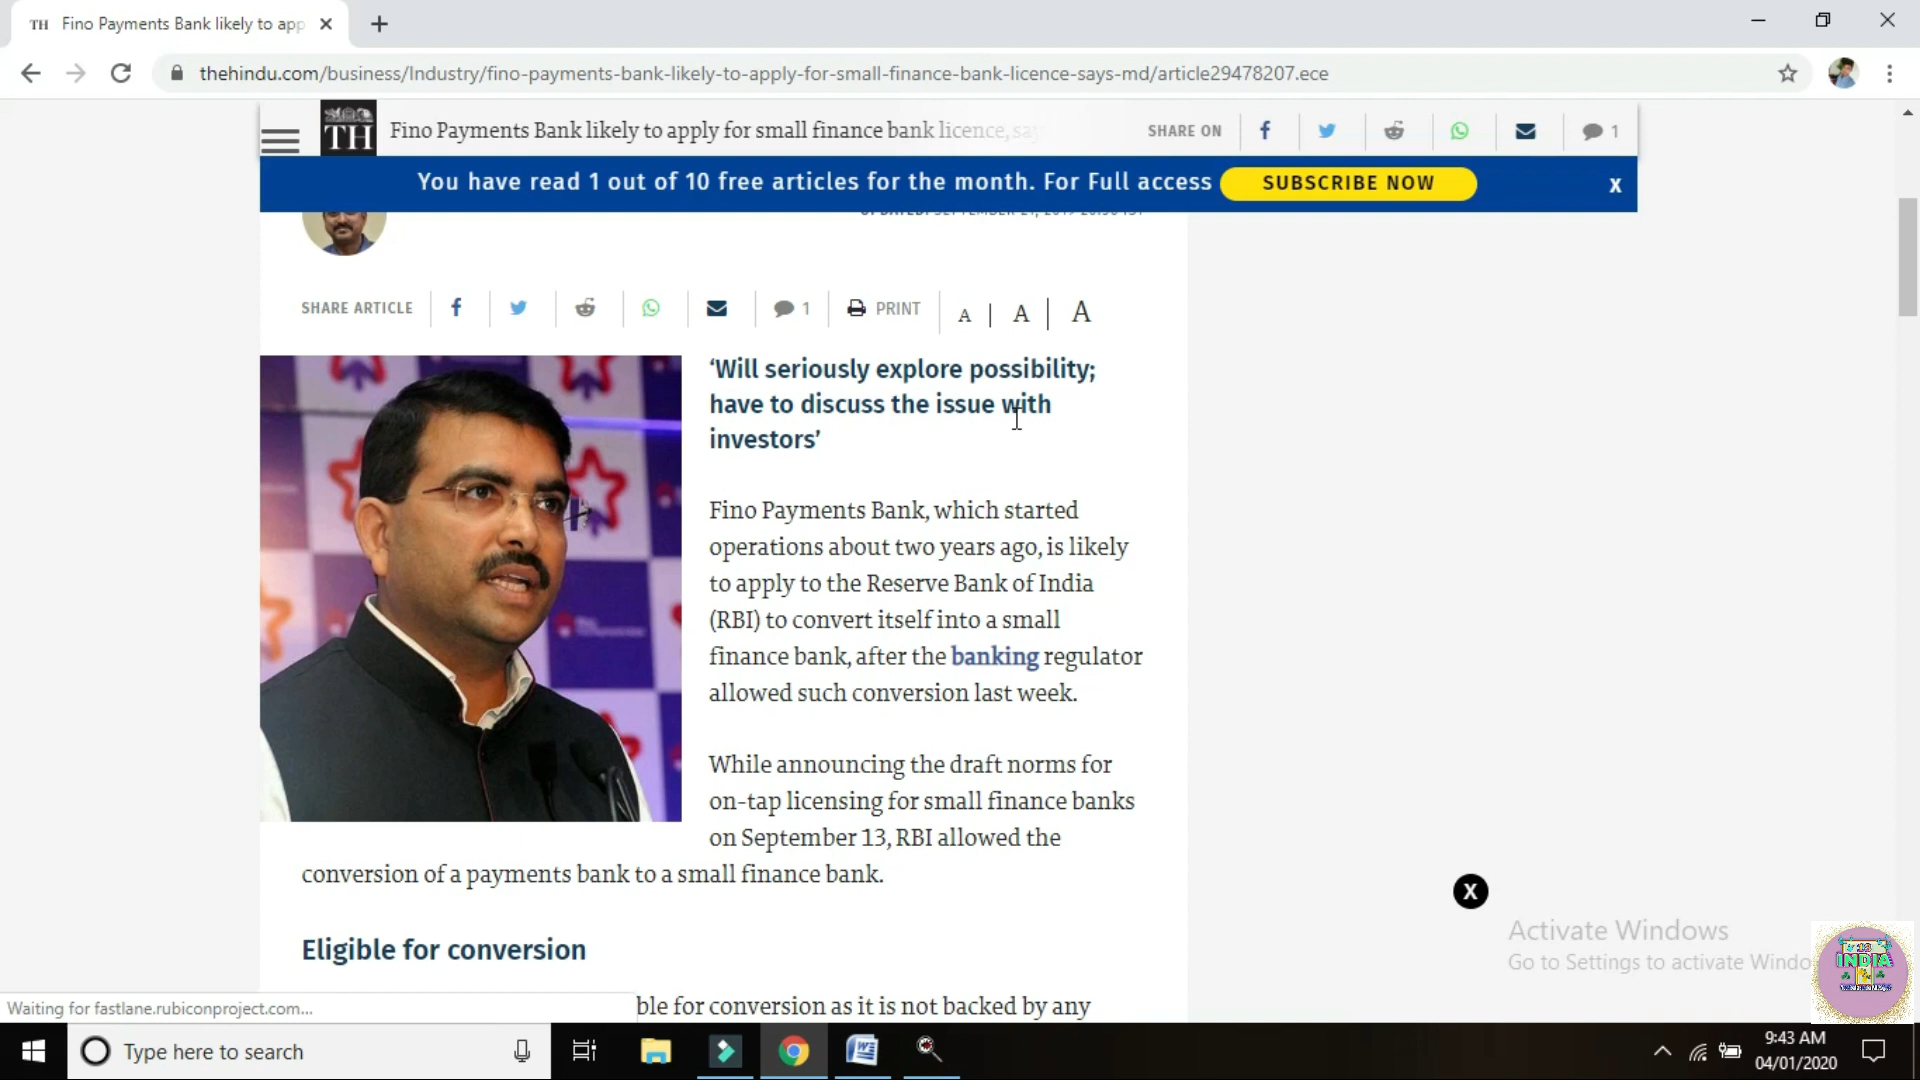 TH Fino Payments Bank likely to app
thehindu.com/business/Industry/fino-payments-bank-likely-to-apply-for-small-finance-bank-licence-says-md/article29478207.ece
TH Fino Payments Bank likely to apply for small finance bank licence, say SHARE ON 1
You have read 1 out of 10 free articles for the month. For Full access SUBSCRIBE NOW X
UPDATED: SEPTEMBER 21, 2019
SHARE ARTICLE 1 PRINT A | A | A
‘Will seriously explore possibility;
have to discuss the issue with
investors’
Fino Payments Bank, which started
operations about two years ago, is likely
to apply to the Reserve Bank of India
(RBI) to convert itself into a small
finance bank, after the banking regulator
allowed such conversion last week.
While announcing the draft norms for
on-tap licensing for small finance banks
on September 13, RBI allowed the
conversion of a payments bank to a small finance bank.
X
Activate Windows
Go to Settings to activate Windo
INDIA
Eligible for conversion
ble for conversion as it is not backed by any
Waiting for fastlane.rubiconproject.com...
Type here to search
9:43 AM
04/01/2020